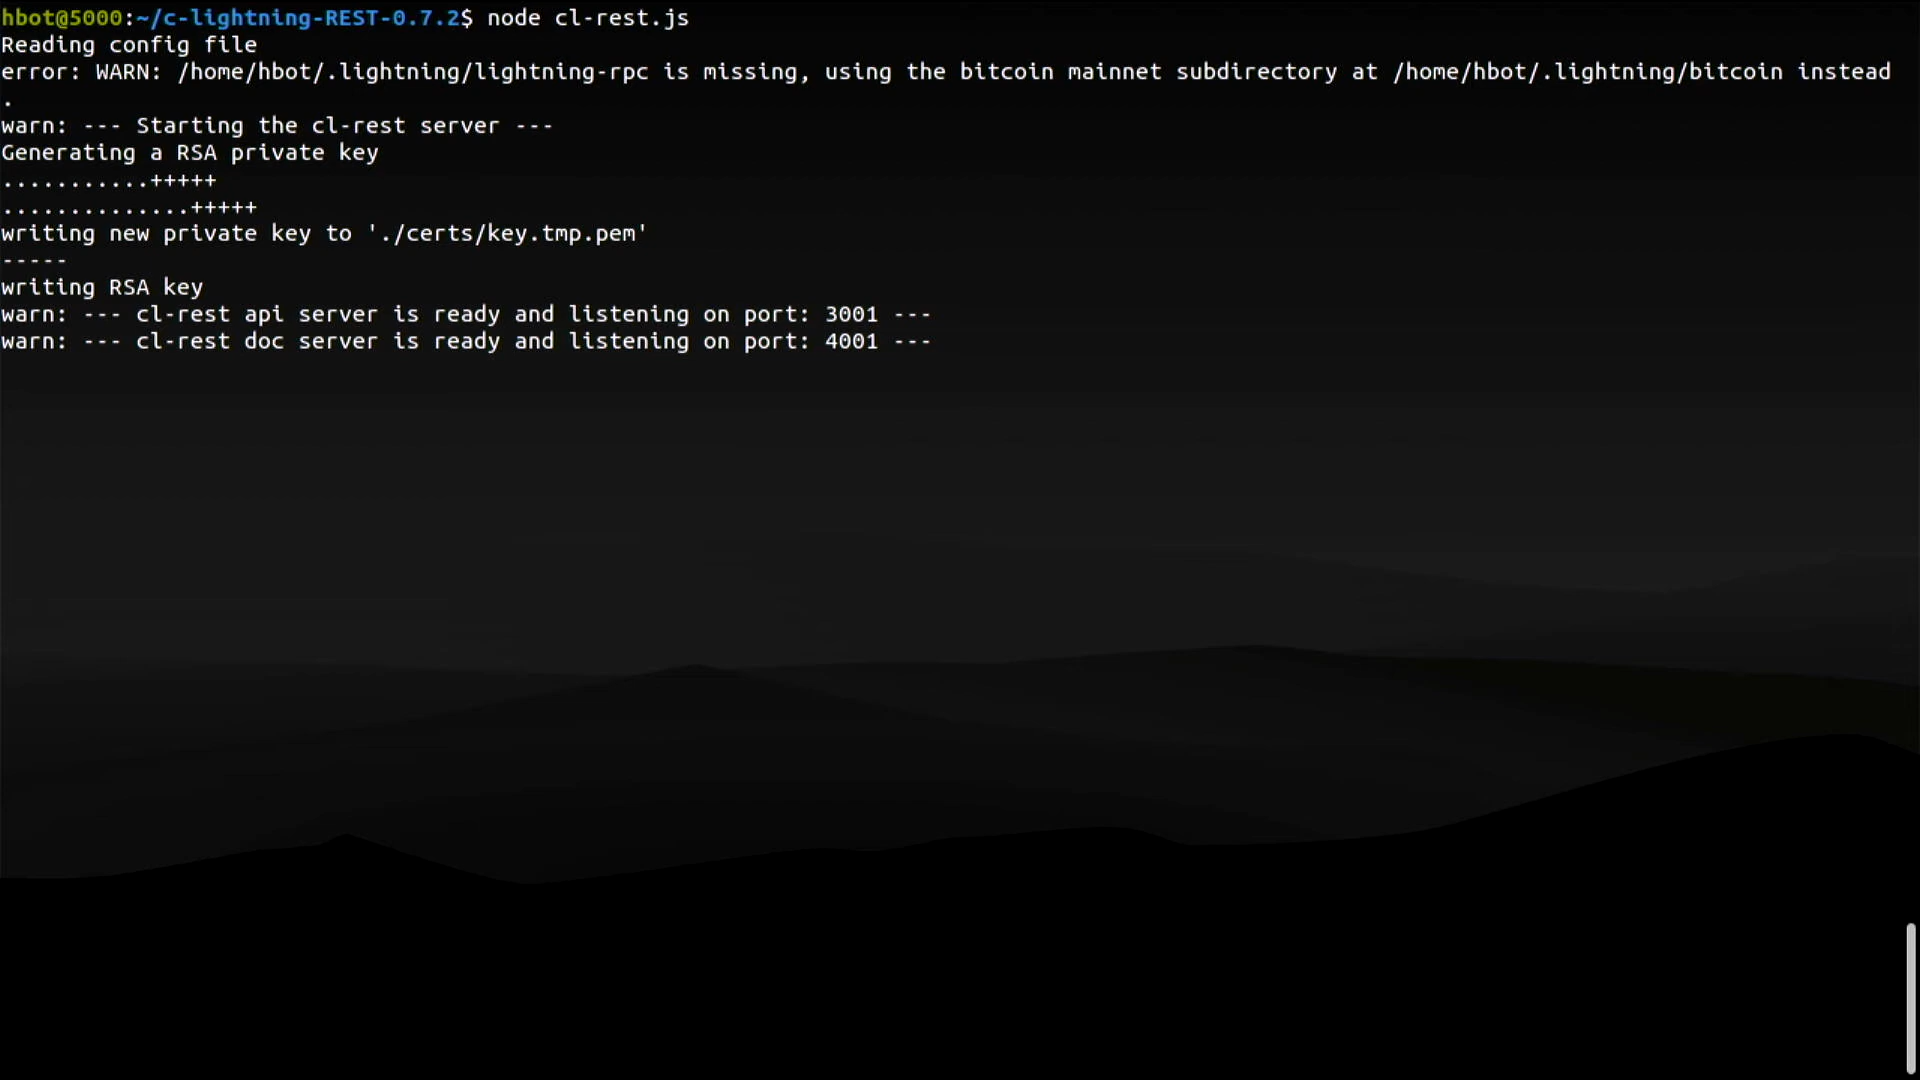 hbot@5000:~/c-lightning-REST-0.7.2$ node cl-rest.js
Reading config file
error: WARN: /home/hbot/.lightning/lightning-rpc is missing, using the bitcoin mainnet subdirectory at /home/hbot/.lightning/bitcoin instead
.
warn: --- Starting the cl-rest server ---
Generating a RSA private key
...........+++++
..............+++++
writing new private key to './certs/key.tmp.pem'
-----
writing RSA key
warn: --- cl-rest api server is ready and listening on port: 3001 ---
warn: --- cl-rest doc server is ready and listening on port: 4001 ---